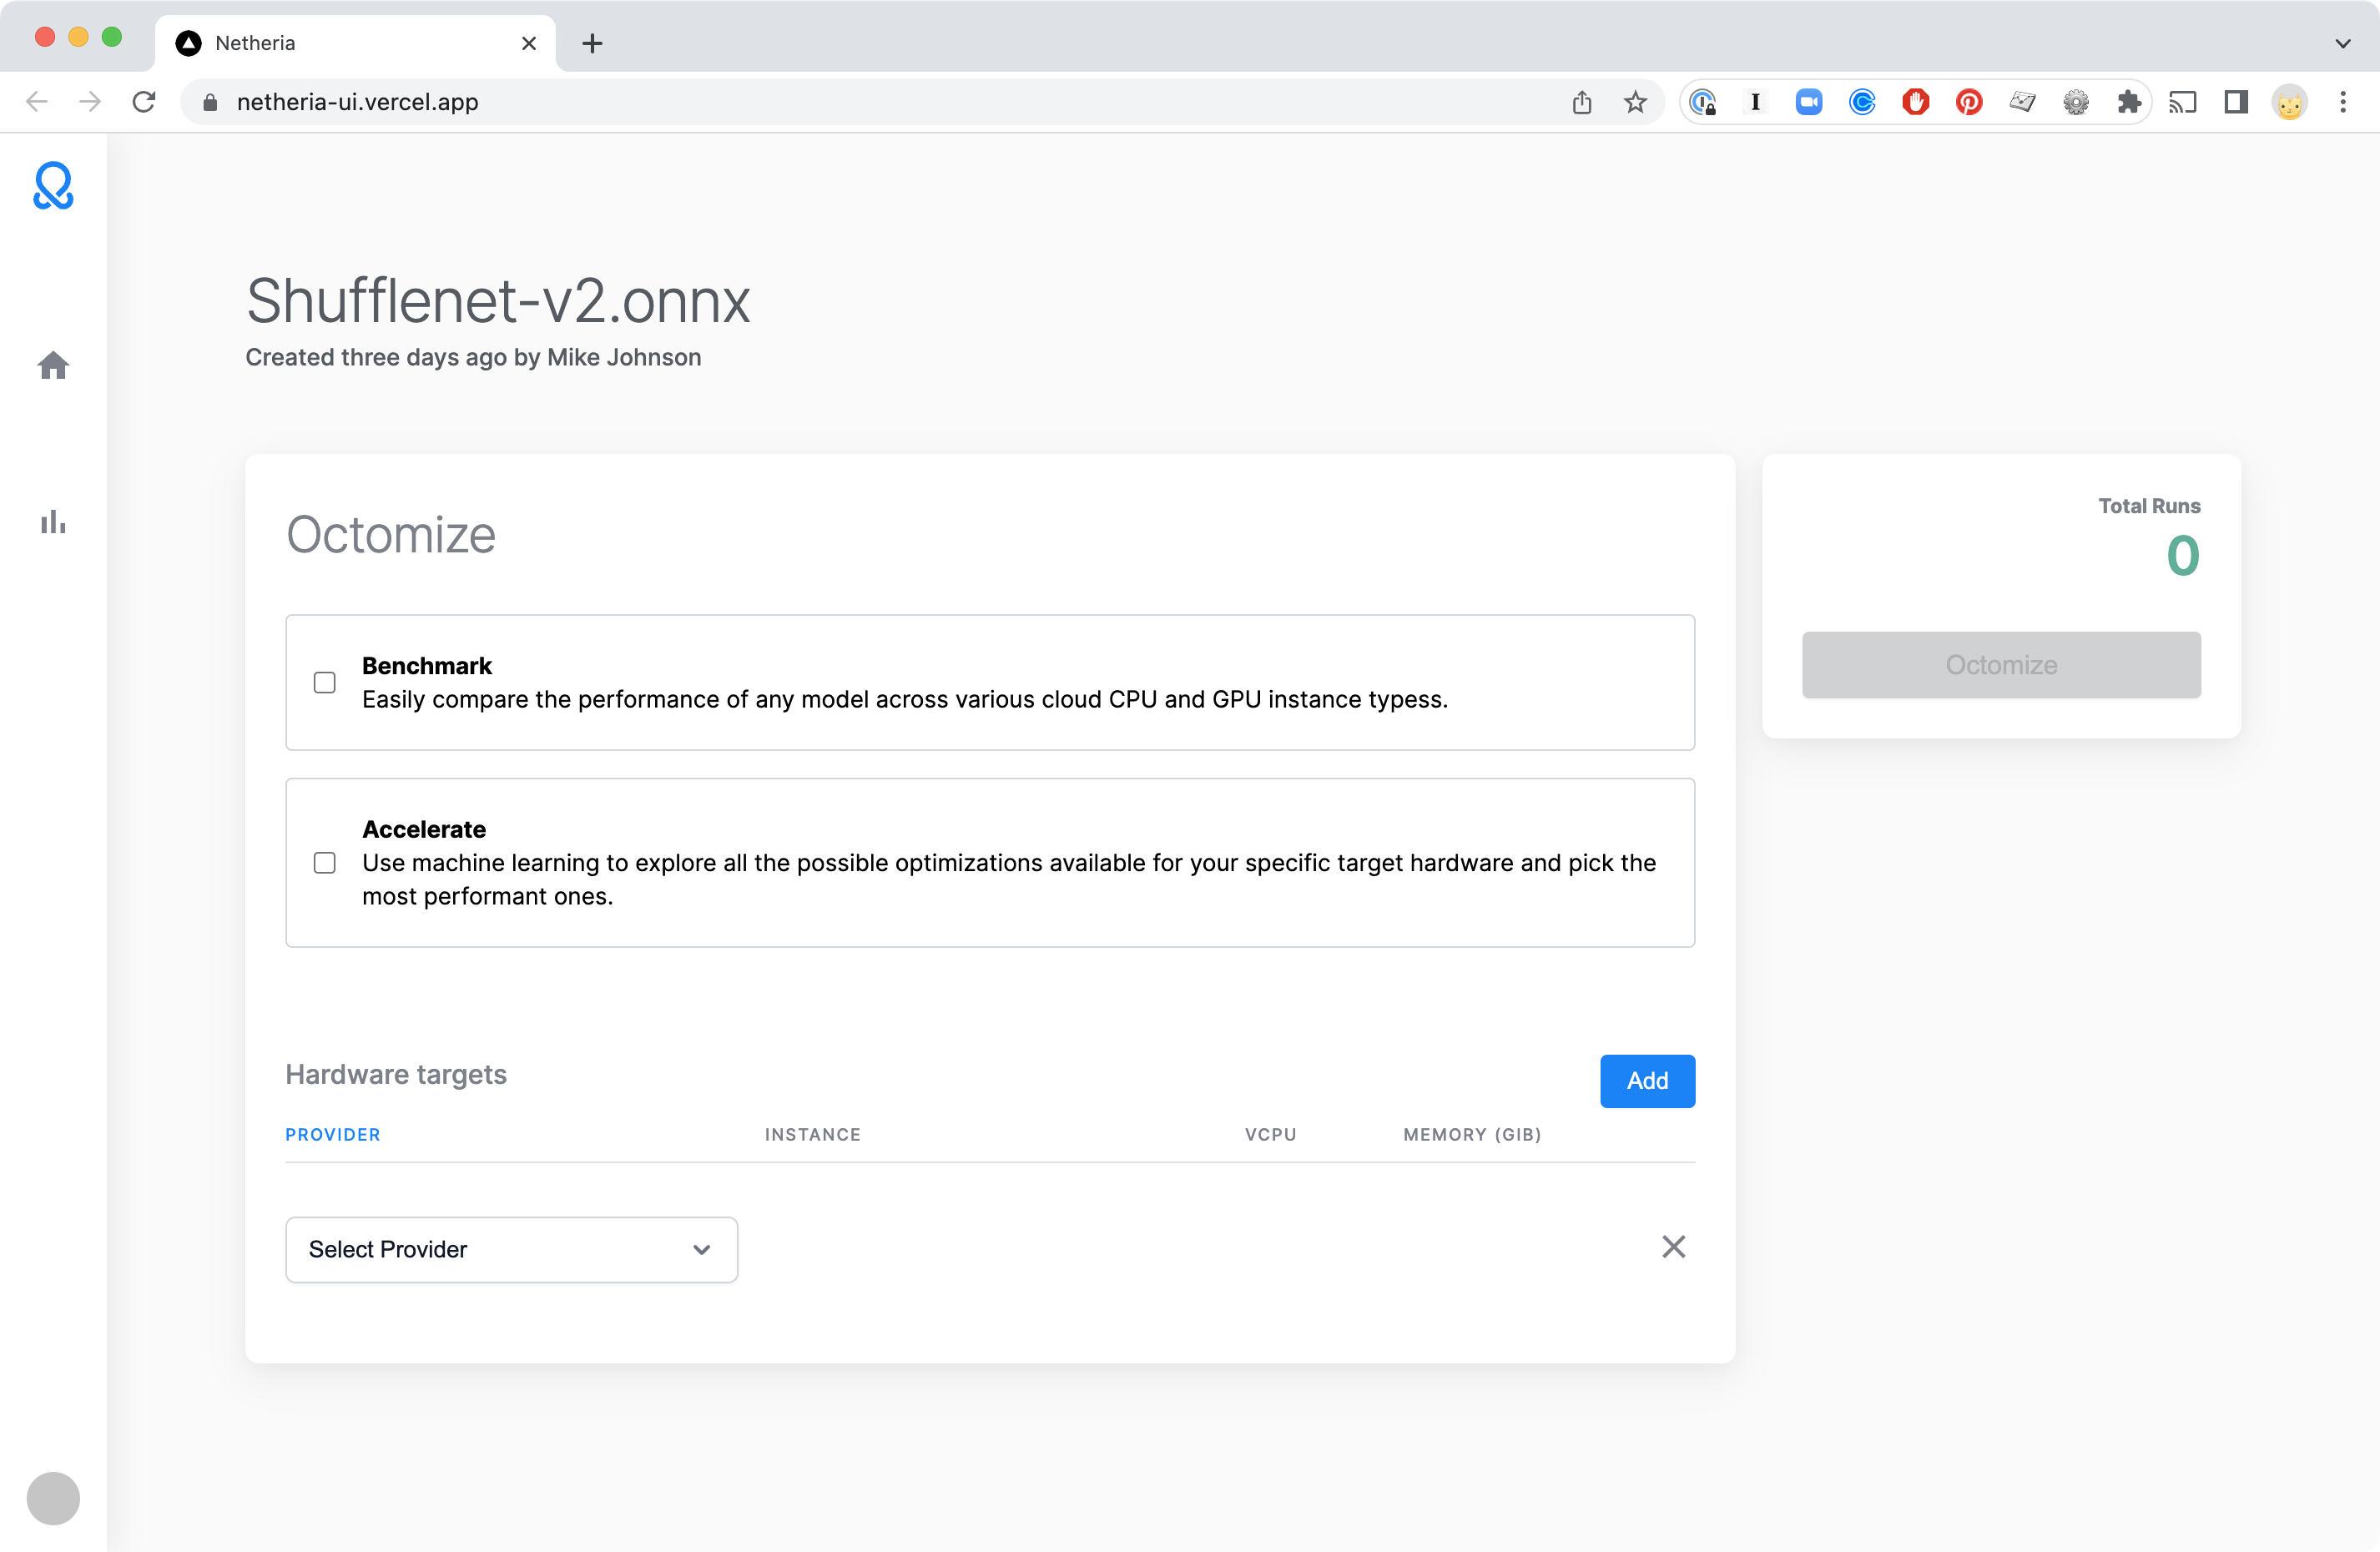 Netheria
netheria-ui.vercel.app
Shufflenet-v2.onnx
Created three days ago by Mike Johnson
Octomize
Benchmark
Easily compare the performance of any model across various cloud CPU and GPU instance typess.
Accelerate
Use machine learning to explore all the possible optimizations available for your specific target hardware and pick the
most performant ones.
Hardware targets
Add
PROVIDER INSTANCE VCPU MEMORY (GIB)
Select Provider
Total Runs
0
Octomize